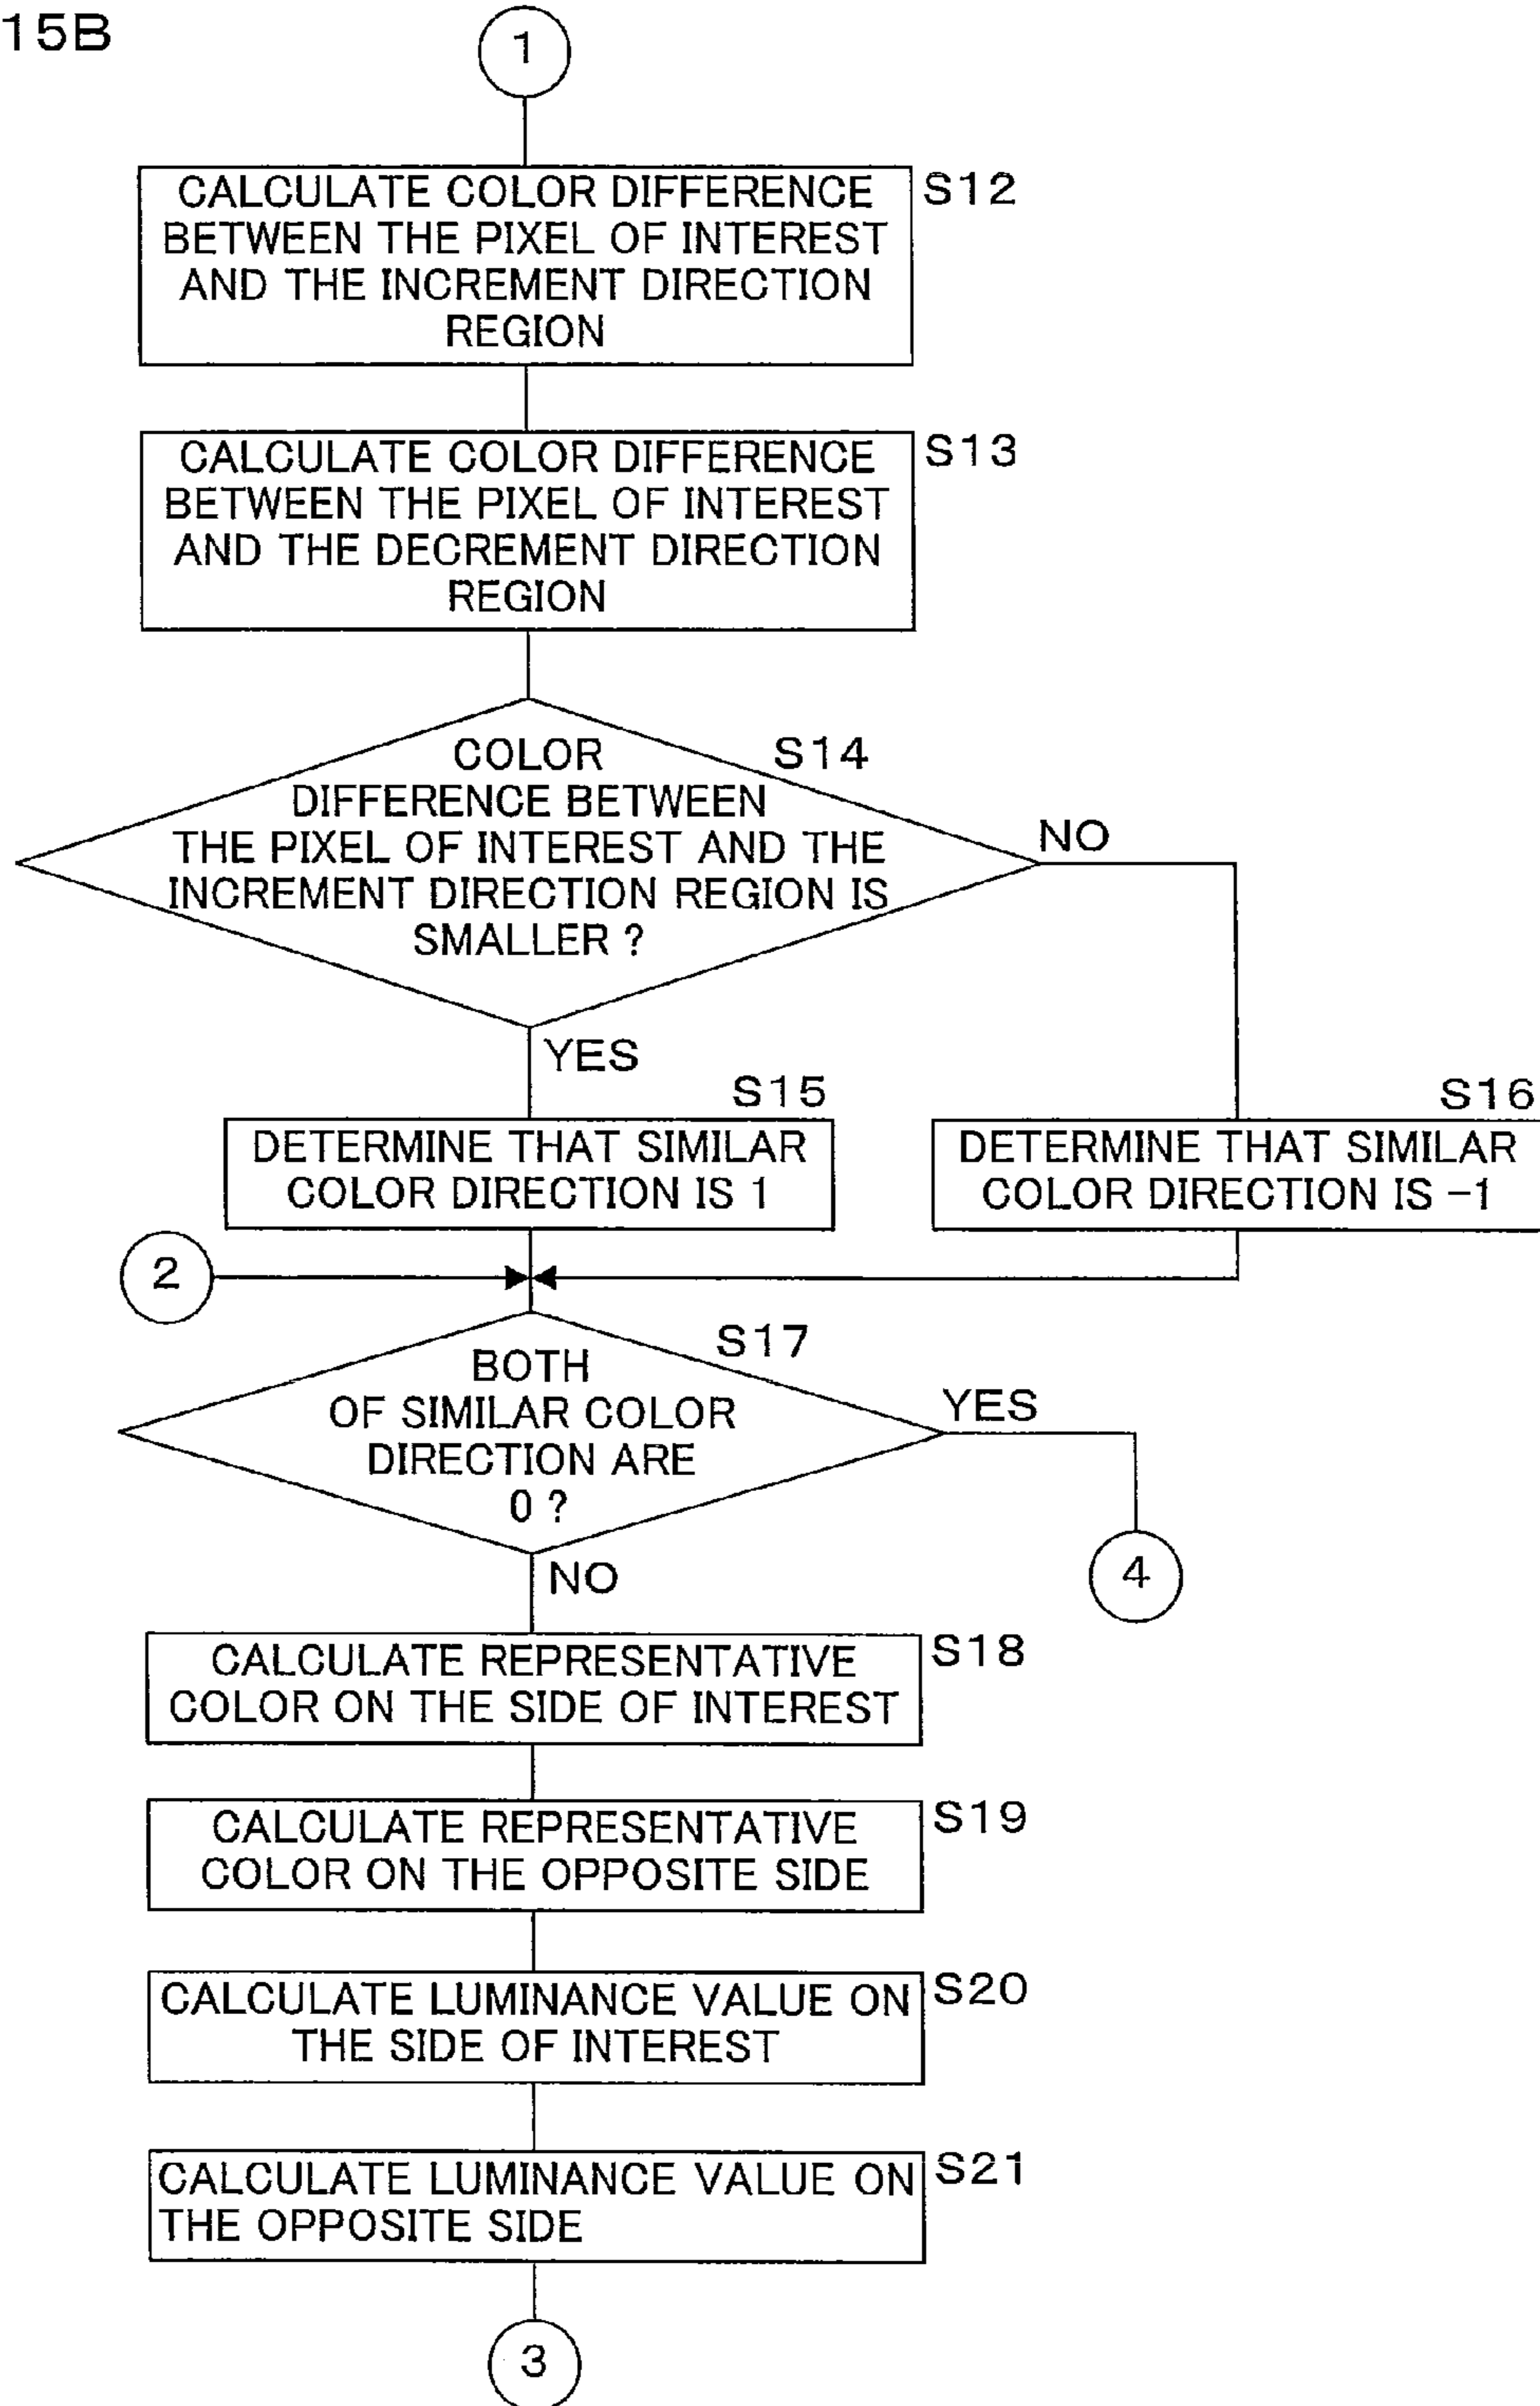 15B
1
CALCULATE COLOR DIFFERENCE
BETWEEN THE PIXEL OF INTEREST
AND THE INCREMENT DIRECTION
REGION
S12
CALCULATE COLOR DIFFERENCE
BETWEEN THE PIXEL OF INTEREST
AND THE DECREMENT DIRECTION
REGION
S13
COLOR
DIFFERENCE BETWEEN
THE PIXEL OF INTEREST AND THE
INCREMENT DIRECTION REGION IS
SMALLER ?
S14
NO
YES
S15
DETERMINE THAT SIMILAR
COLOR DIRECTION IS 1
S16
DETERMINE THAT SIMILAR
COLOR DIRECTION IS −1
2
S17
BOTH
OF SIMILAR COLOR
DIRECTION ARE
0 ?
YES
4
NO
CALCULATE REPRESENTATIVE
COLOR ON THE SIDE OF INTEREST
S18
CALCULATE REPRESENTATIVE
COLOR ON THE OPPOSITE SIDE
S19
CALCULATE LUMINANCE VALUE ON
THE SIDE OF INTEREST
S20
CALCULATE LUMINANCE VALUE ON
THE OPPOSITE SIDE
S21
3